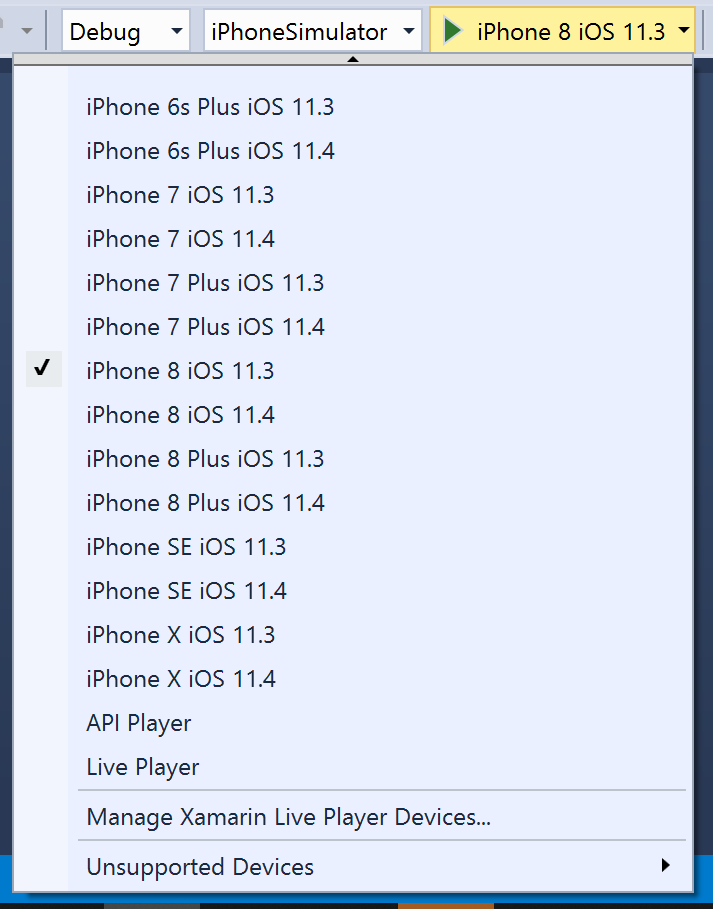 Debug
iPhoneSimulator
iPhone 8 iOS 11.3
iPhone 6s Plus iOS 11.3
iPhone 6s Plus iOS 11.4
iPhone 7 iOS 11.3
iPhone 7 iOS 11.4
iPhone 7 Plus iOS 11.3
iPhone 7 Plus iOS 11.4
iPhone 8 iOS 11.3
iPhone 8 iOS 11.4
iPhone 8 Plus iOS 11.3
iPhone 8 Plus iOS 11.4
iPhone SE iOS 11.3
iPhone SE iOS 11.4
iPhone X iOS 11.3
iPhone X iOS 11.4
API Player
Live Player
Manage Xamarin Live Player Devices...
Unsupported Devices